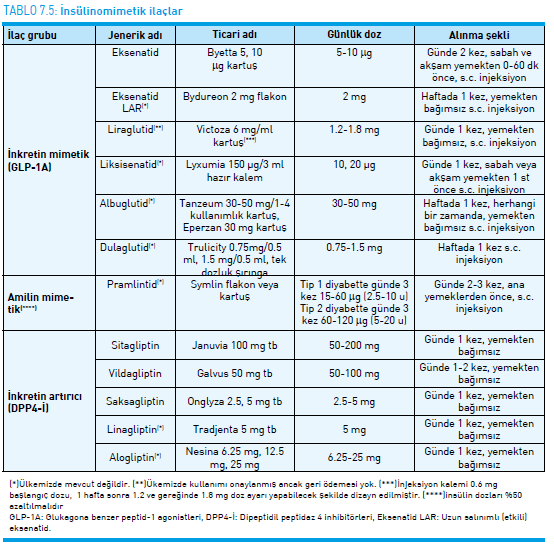 TABLO 7.5: İnsülinomimetik ilaçlar
İlaç grubu Jenerik adı Ticari adı Günlük doz Alınma şekli
İnkretin mimetik
(GLP-1A)
Eksenatid
Byetta 5, 10
µg kartuş
5-10 µg
Günde 2 kez, sabah ve
akşam yemekten 0-60 dk
önce, s.c. injeksiyon
Eksenatid
LAR(*)
Bydureon 2 mg flakon
2 mg
Haftada 1 kez, yemekten
bağımsız s.c. injeksiyon
Liraglutid(**)
Victoza 6 mg/ml
kartuş(***)
1.2-1.8 mg
Günde 1 kez, yemekten
bağımsız, s.c. injeksiyon
Liksisenatid(*)
Lyxumia 150 µg/3 ml
hazır kalem
10, 20 µg
Günde 1 kez, sabah veya
akşam yemekten 1 st
önce s.c. injeksiyon
Albuglutid(*)
Tanzeum 30-50 mg/1-4
kullanımlık kartuş,
Eperzan 30 mg kartuş
30-50 mg
Haftada 1 kez, herhangi
bir zamanda, yemekten
bağımsız s.c. injeksiyon
Dulaglutid(*)
Trulicity 0.75mg/0.5
ml, 1.5 mg/0.5 ml, tek
dozluk şırınga
0.75-1.5 mg
Haftada 1 kez s.c.
injeksiyon
Amilin mime-
tik(****)
Pramlintid(*)
Symlin flakon veya
kartuş
Tip 1 diyabette günde 3
kez 15-60 µg (2.5-10 u)
Tip 2 diyabette günde 3
kez 60-120 µg (5-20 u)
Günde 2-3 kez, ana
yemeklerden önce, s.c.
injeksiyon
İnkretin artırıcı
(DPP4-İ)
Sitagliptin
Januvia 100 mg tb
50-200 mg
Günde 1 kez, yemekten
bağımsız
Vildagliptin
Galvus 50 mg tb
50-100 mg
Günde 1-2 kez, yemekten
bağımsız
Saksagliptin
Onglyza 2.5, 5 mg tb
2.5-5 mg
Günde 1 kez, yemekten
bağımsız
Linagliptin(*)
Tradjenta 5 mg tb
5 mg
Günde 1 kez, yemekten
bağımsız
Alogliptin(*)
Nesina 6.25 mg, 12.5
mg, 25 mg
6.25-25 mg
Günde 1 kez, yemekten
bağımsız
(*)Ülkemizde mevcut değildir. (**)Ükemizde kullanımı onaylanmış ancak geri ödemesi yok. (***)İnjeksiyon kalemi 0.6 mg
başlangıç dozu, 1 hafta sonra 1.2 ve gereğinde 1.8 mg doz ayarı yapabilecek şekilde dizayn edilmiştir. (****)İnsülin dozları %50
azaltılmalıdır
GLP-1A: Glukagona benzer peptid-1 agonistleri, DPP4-İ: Dipeptidil peptidaz 4 inhibitörleri, Eksenatid LAR: Uzun salınımlı (etkili)
eksenatid.